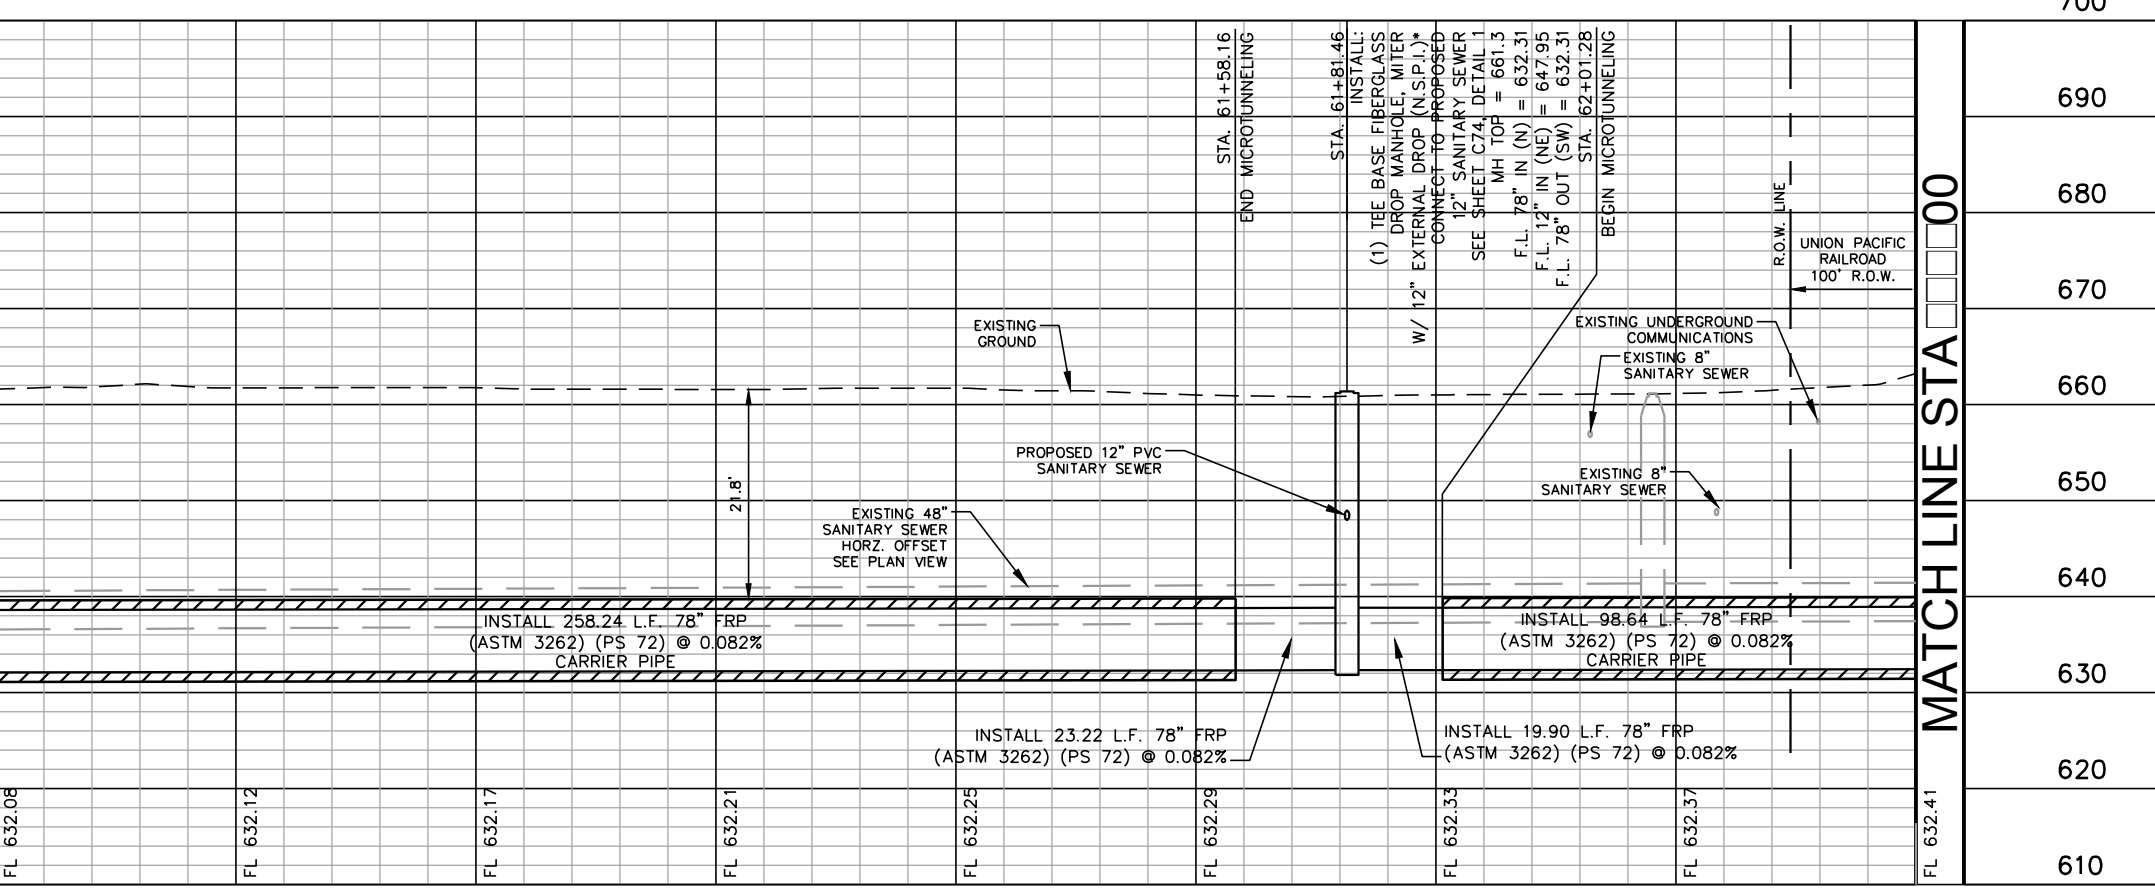 700
690
680
670
660
650
640
630
620
610
STA. 61+58.16
END MICROTUNNELING
STA. 61+81.46
INSTALL:
(1) TEE BASE FIBERGLASS
DROP MANHOLE, MITER
W/ 12" EXTERNAL DROP (N.S.P.I.)*
CONNECT TO PROPOSED
12" SANITARY SEWER
SEE SHEET C74, DETAIL 1
MH TOP = 661.3
F.L. 78" IN (N) = 632.31
F.L. 12" IN (NE) = 647.95
F.L. 78" OUT (SW) = 632.31
STA. 62+01.28
BEGIN MICROTUNNELING
R.O.W. LINE
UNION PACIFIC
RAILROAD
100' R.O.W.
EXISTING
GROUND
EXISTING UNDERGROUND
COMMUNICATIONS
EXISTING 8"
SANITARY SEWER
PROPOSED 12" PVC
SANITARY SEWER
EXISTING 8"
SANITARY SEWER
21.8'
EXISTING 48"
SANITARY SEWER
HORZ. OFFSET
SEE PLAN VIEW
INSTALL 258.24 L.F. 78" FRP
(ASTM 3262) (PS 72) @ 0.082%
CARRIER PIPE
INSTALL 98.64 L.F. 78" FRP
(ASTM 3262) (PS 72) @ 0.082%
CARRIER PIPE
INSTALL 23.22 L.F. 78" FRP
(ASTM 3262) (PS 72) @ 0.082%
INSTALL 19.90 L.F. 78" FRP
(ASTM 3262) (PS 72) @ 0.082%
MATCH LINE STA □□□□00
FL 632.08
FL 632.12
FL 632.17
FL 632.21
FL 632.25
FL 632.29
FL 632.33
FL 632.37
FL 632.41